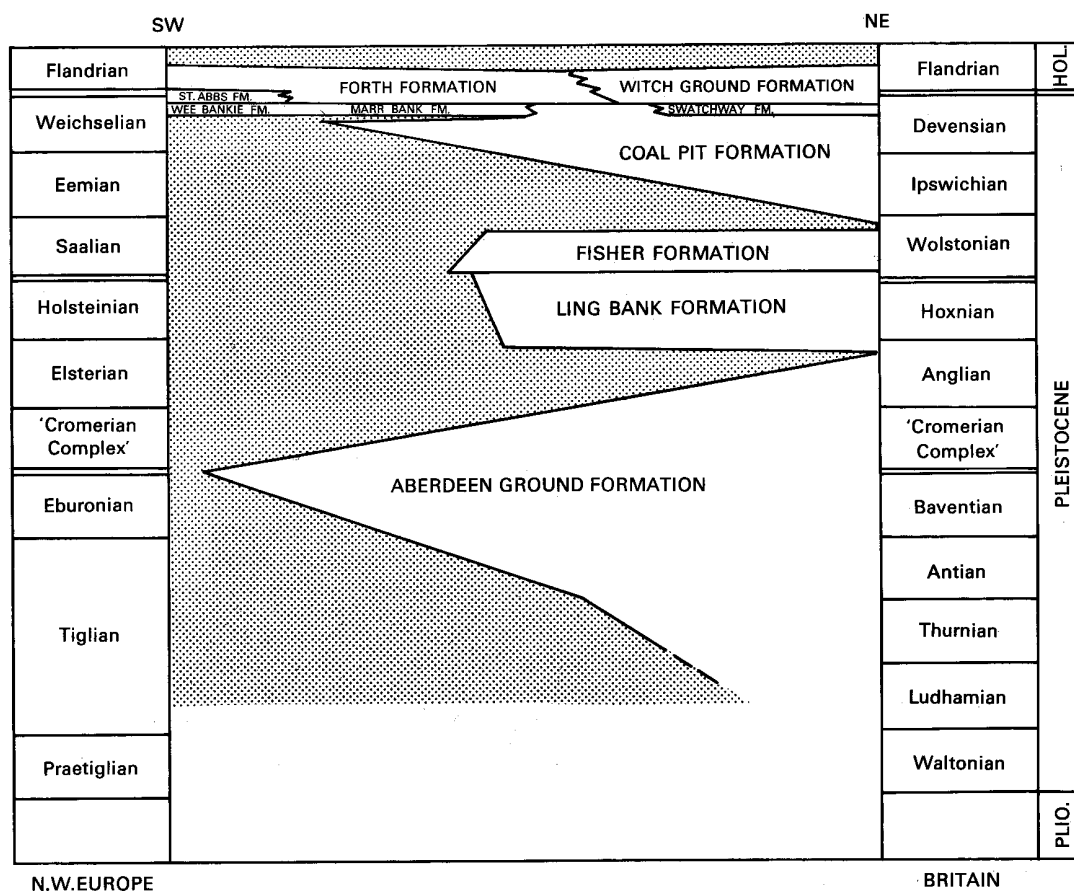 SW
NE
Flandrian
Weichselian
Eemian
Saalian
Holsteinian
Elsterian
'Cromerian
Complex'
Eburonian
Tiglian
Praetiglian
FORTH FORMATION
WITCH GROUND FORMATION
ST. ABBS FM.
WEE BANKIE FM.
MARR BANK FM.
SWATCHWAY FM.
COAL PIT FORMATION
FISHER FORMATION
LING BANK FORMATION
ABERDEEN GROUND FORMATION
Flandrian
Devensian
Ipswichian
Wolstonian
Hoxnian
Anglian
'Cromerian
Complex'
Baventian
Antian
Thurnian
Ludhamian
Waltonian
HOL.
PLEISTOCENE
PLIO.
N.W.EUROPE
BRITAIN